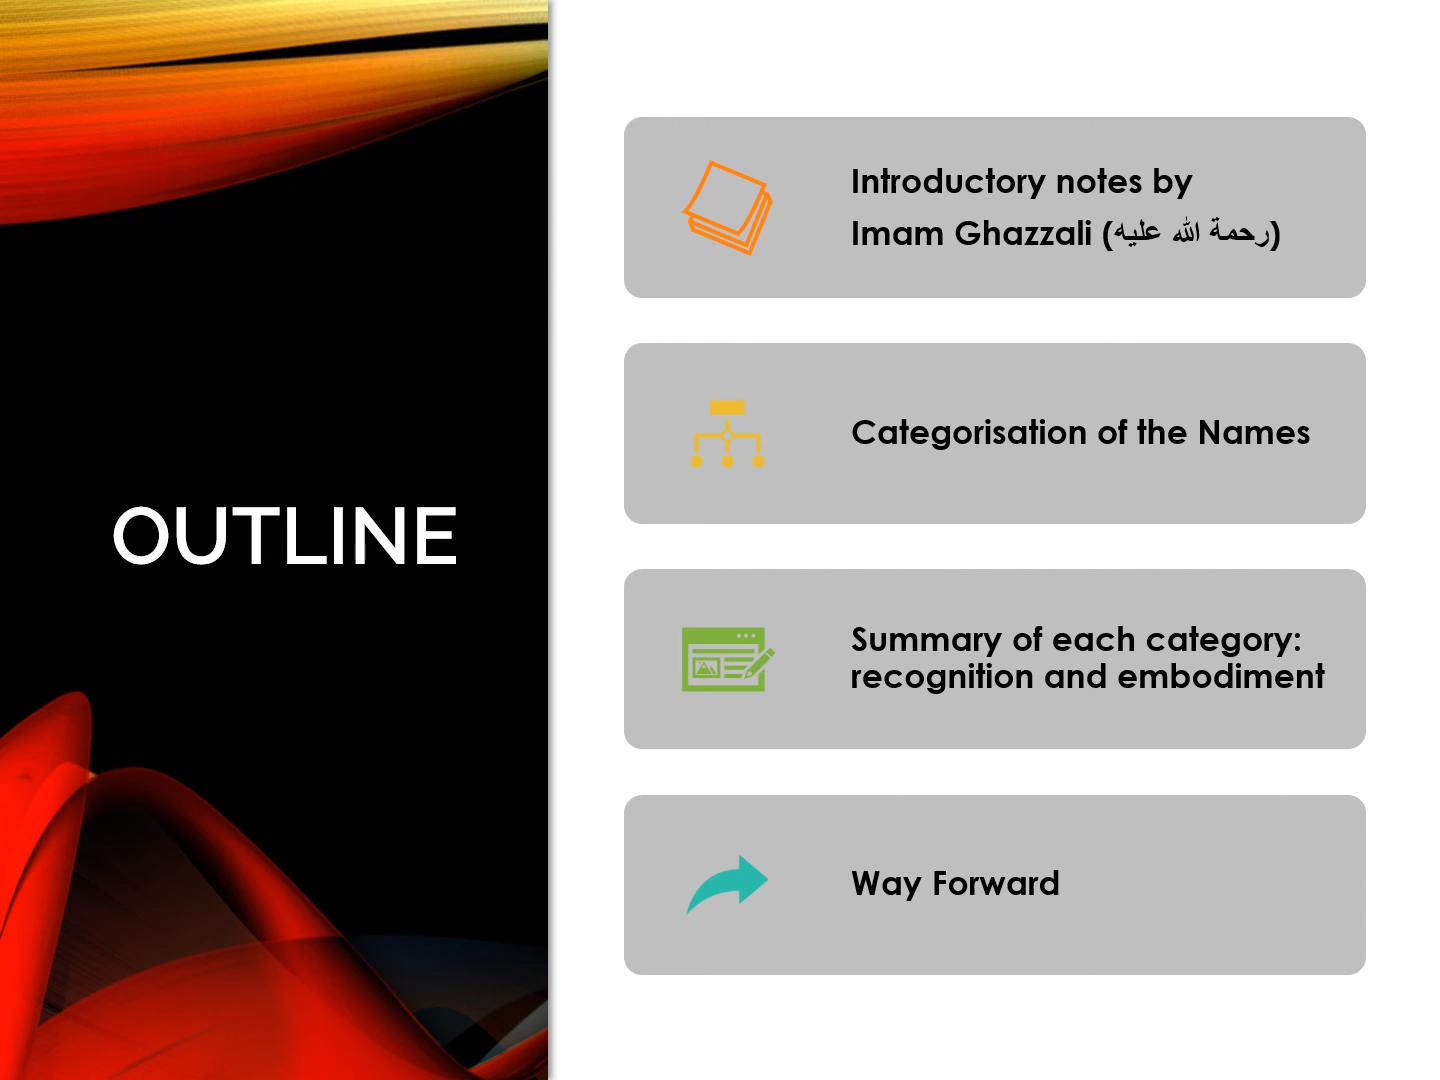 OUTLINE
Introductory notes by
Imam Ghazzali (رحمة الله عليه)
Categorisation of the Names
Summary of each category:
recognition and embodiment
Way Forward